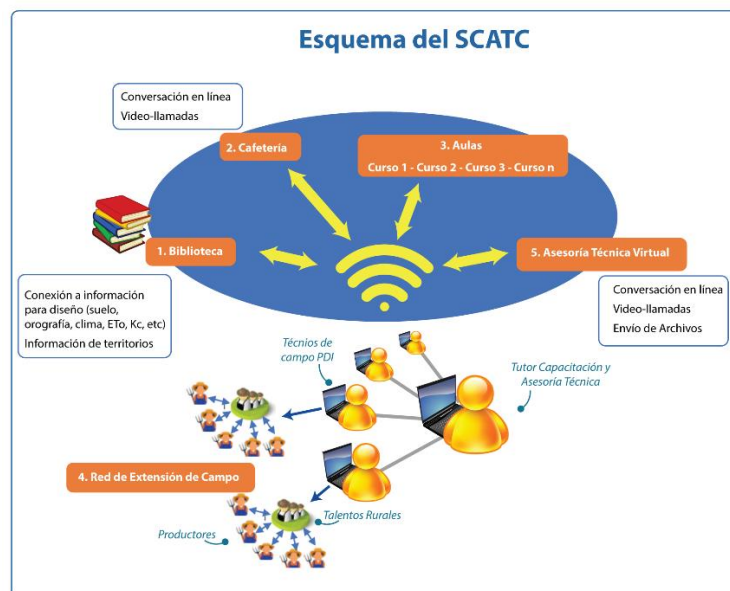 Esquema del SCATC
Conversación en línea
Video-llamadas
2. Cafetería
3. Aulas
Curso 1 - Curso 2 - Curso 3 - Curso n
1. Biblioteca
5. Asesoría Técnica Virtual
Conexión a información
para diseño (suelo,
orografía, clima, ETo, Kc, etc)
Información de territorios
Conversación en línea
Video-llamadas
Envío de Archivos
Técnios de
campo PDI
Tutor Capacitación y
Asesoría Técnica
4. Red de Extensión de Campo
Talentos Rurales
Productores